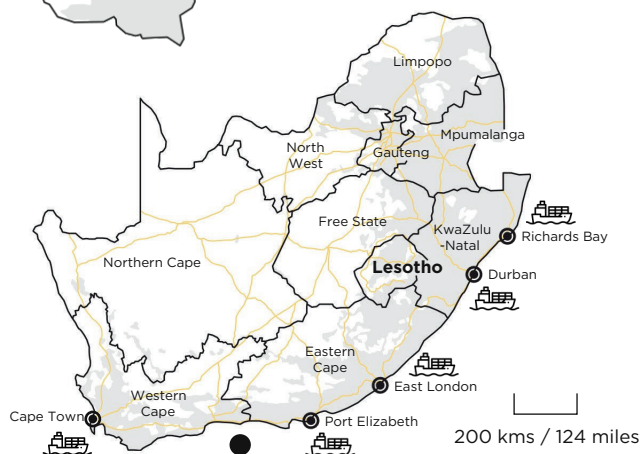 Limpopo
Mpumalanga
North
West
Gauteng
Free State
KwaZulu
-Natal
Richards Bay
Northern Cape
Lesotho
Durban
Eastern
Cape
East London
Western
Cape
Cape Town
Port Elizabeth
200 kms / 124 miles